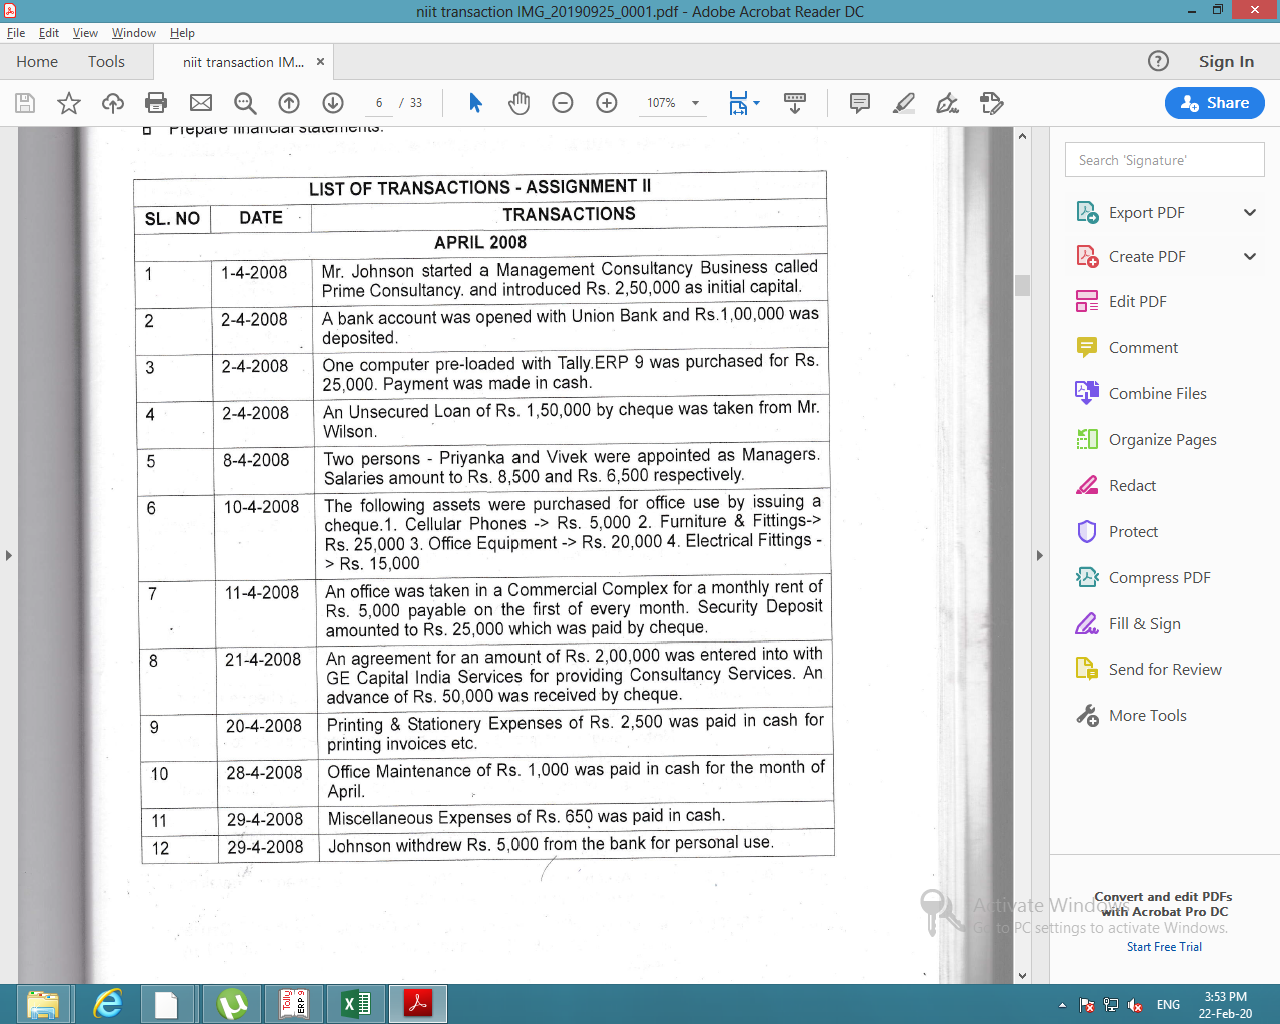 niit transaction IMG_20190925_0001.pdf - Adobe Acrobat Reader DC
File Edit View Window Help
Home Tools niit transaction IM... × Sign In
6 / 33 107% Share
Prepare financial statements.
LIST OF TRANSACTIONS - ASSIGNMENT II
SL. NO DATE TRANSACTIONS
APRIL 2008
1 1-4-2008 Mr. Johnson started a Management Consultancy Business called
Prime Consultancy. and introduced Rs. 2,50,000 as initial capital.
2 2-4-2008 A bank account was opened with Union Bank and Rs.1,00,000 was
deposited.
3 2-4-2008 One computer pre-loaded with Tally.ERP 9 was purchased for Rs.
25,000. Payment was made in cash.
4 2-4-2008 An Unsecured Loan of Rs. 1,50,000 by cheque was taken from Mr.
Wilson.
5 8-4-2008 Two persons - Priyanka and Vivek were appointed as Managers.
Salaries amount to Rs. 8,500 and Rs. 6,500 respectively.
6 10-4-2008 The following assets were purchased for office use by issuing a
cheque.1. Cellular Phones -> Rs. 5,000 2. Furniture & Fittings->
Rs. 25,000 3. Office Equipment -> Rs. 20,000 4. Electrical Fittings -
> Rs. 15,000
7 11-4-2008 An office was taken in a Commercial Complex for a monthly rent of
Rs. 5,000 payable on the first of every month. Security Deposit
amounted to Rs. 25,000 which was paid by cheque.
8 21-4-2008 An agreement for an amount of Rs. 2,00,000 was entered into with
GE Capital India Services for providing Consultancy Services. An
advance of Rs. 50,000 was received by cheque.
9 20-4-2008 Printing & Stationery Expenses of Rs. 2,500 was paid in cash for
printing invoices etc.
10 28-4-2008 Office Maintenance of Rs. 1,000 was paid in cash for the month of
April.
11 29-4-2008 Miscellaneous Expenses of Rs. 650 was paid in cash.
12 29-4-2008 Johnson withdrew Rs. 5,000 from the bank for personal use.
Search 'Signature'
Export PDF
Create PDF
Edit PDF
Comment
Combine Files
Organize Pages
Redact
Protect
Compress PDF
Fill & Sign
Send for Review
More Tools
Convert and edit PDFs
with Acrobat Pro DC
Start Free Trial
Activate Windows
Go to PC settings to activate Windows.
Tally
ERP 9
ENG
3:53 PM
22-Feb-20